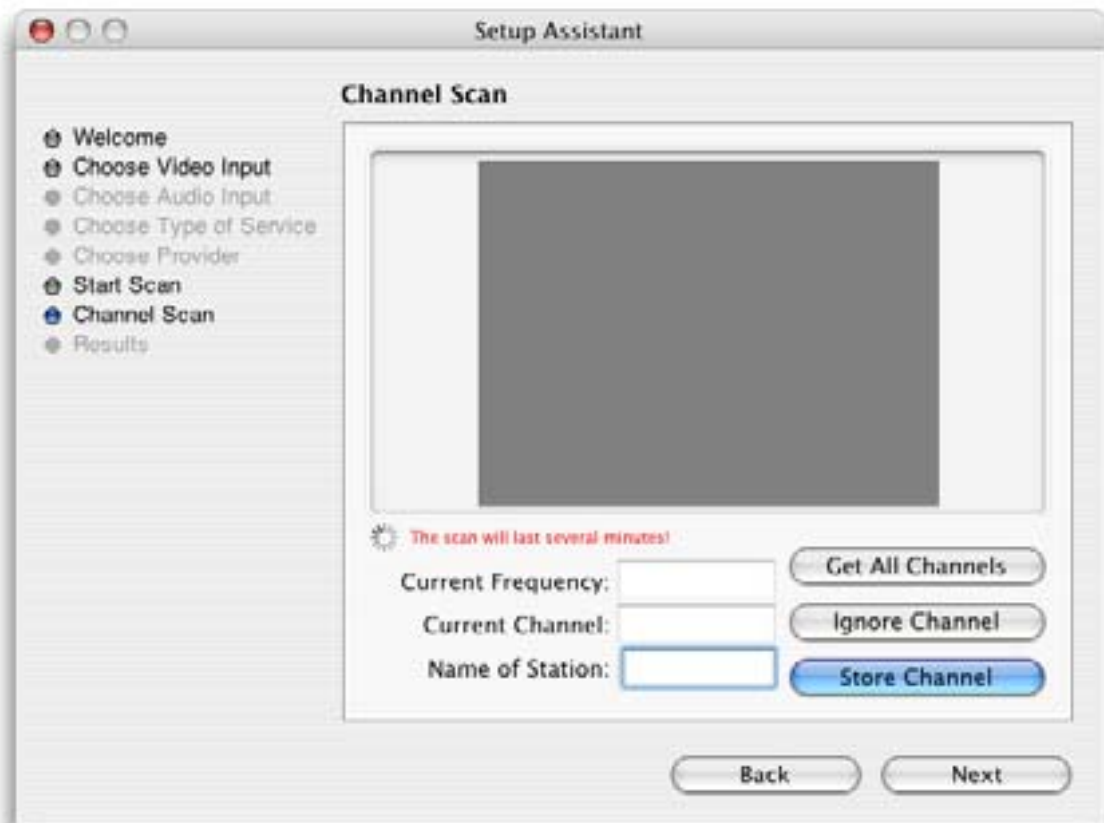 Setup Assistant
Channel Scan
Welcome
Choose Video Input
Choose Audio Input
Choose Type of Service
Choose Provider
Start Scan
Channel Scan
Results
The scan will last several minutes!
Current Frequency:
Current Channel:
Name of Station:
Get All Channels
Ignore Channel
Store Channel
Back
Next